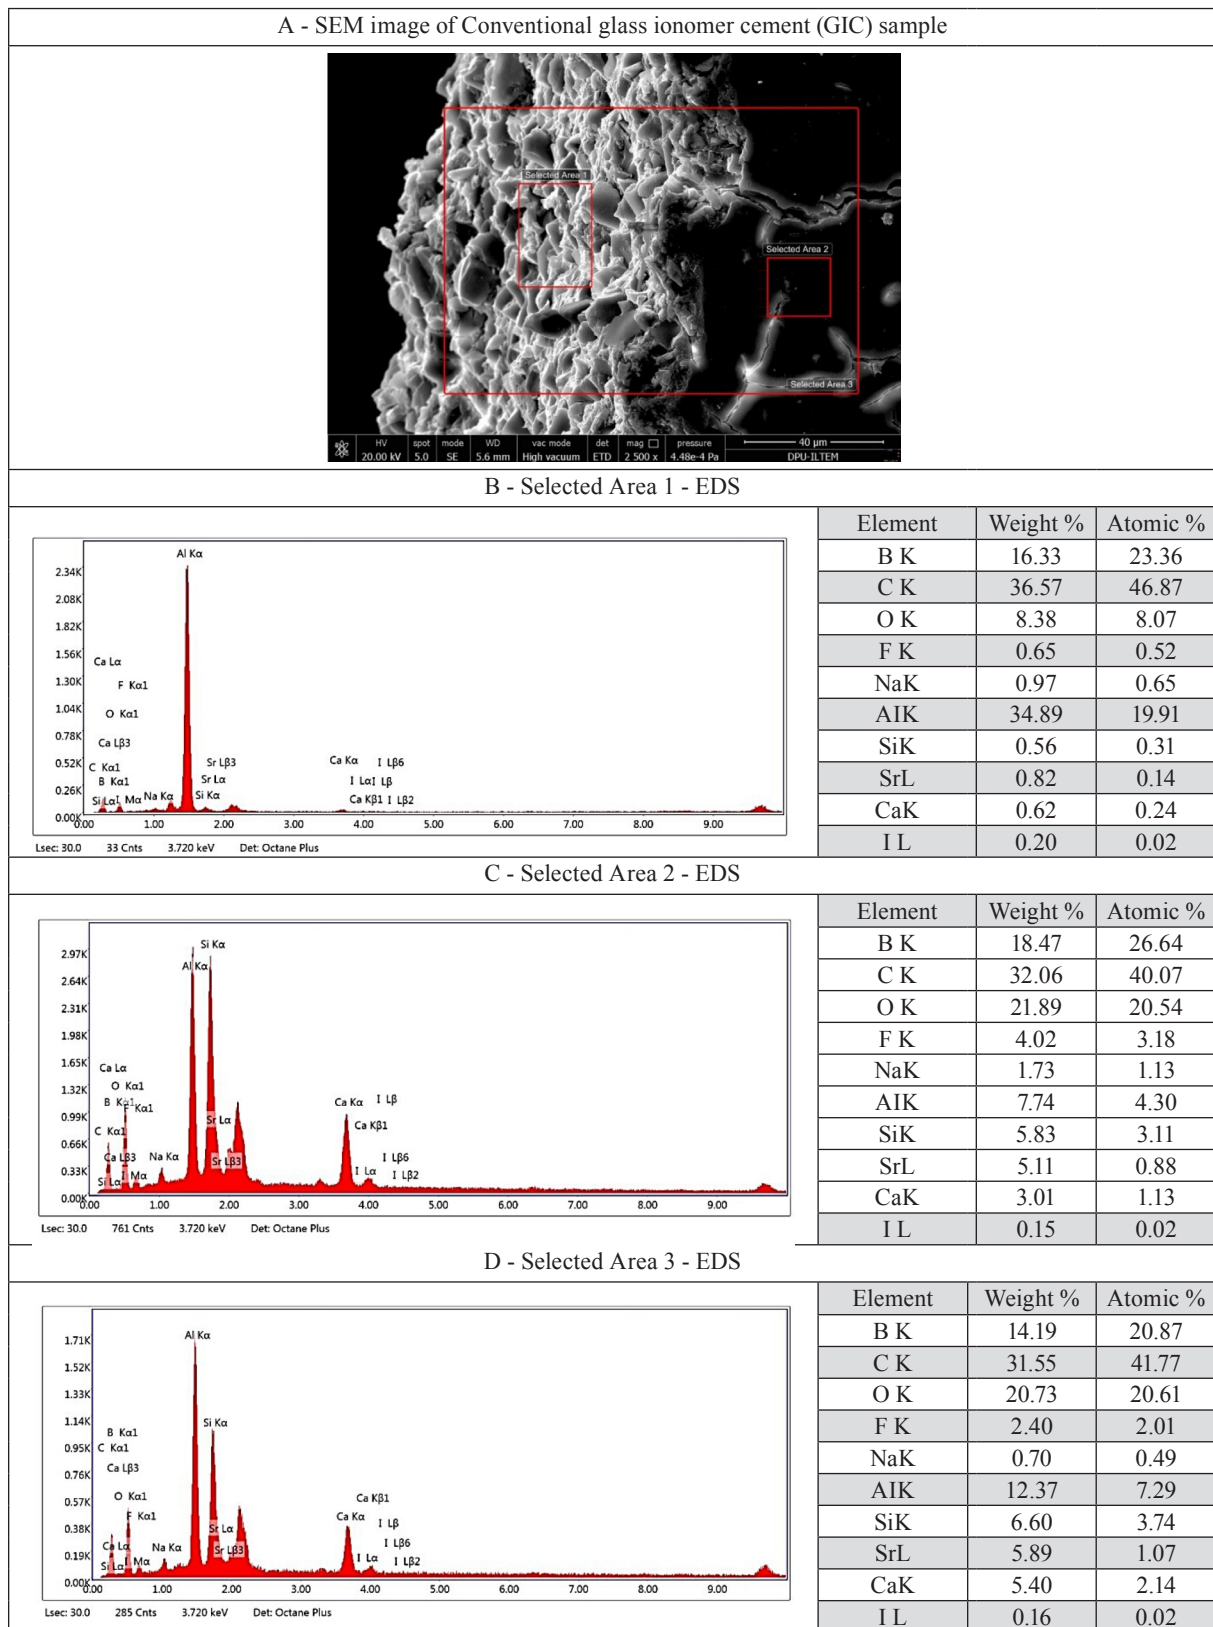 A - SEM image of Conventional glass ionomer cement (GIC) sample
Selected Area 1
Selected Area 2
Selected Area 3
HV spot mode WD vac mode det mag pressure 40 µm
20.00 kV 5.0 SE 5.6 mm High vacuum ETD 2 500 x 4.48e-4 Pa DPU-ILTEM
B - Selected Area 1 - EDS
Al Kα
2.34K
2.08K
1.82K
1.56K
1.30K
1.04K
0.78K
0.52K
0.26K
0.00K
Ca Lα
F Kα1
O Kα1
Ca Lβ3
C Kα1
B Kα1
Si Lα I Mα Na Kα
Sr Lβ3
Sr Lα
Si Kα
Ca Kα I Lβ6
I Lα I Lβ
Ca Kβ1 I Lβ2
0.00 1.00 2.00 3.00 4.00 5.00 6.00 7.00 8.00 9.00
Lsec: 30.0 33 Cnts 3.720 keV Det: Octane Plus
Element Weight % Atomic %
B K 16.33 23.36
C K 36.57 46.87
O K 8.38 8.07
F K 0.65 0.52
NaK 0.97 0.65
AIK 34.89 19.91
SiK 0.56 0.31
SrL 0.82 0.14
CaK 0.62 0.24
I L 0.20 0.02
C - Selected Area 2 - EDS
Si Kα
Al Kα
2.97K
2.64K
2.31K
1.98K
1.65K
1.32K
0.99K
0.66K
0.33K
0.00K
Ca Lα
O Kα1
B Kα1
F Kα1
C Kα1
Ca Lβ3
Si Lα I Mα Na Kα
Sr Lα
Sr Lβ3
Ca Kα I Lβ
Ca Kβ1
I Lβ6
I Lα I Lβ2
0.00 1.00 2.00 3.00 4.00 5.00 6.00 7.00 8.00 9.00
Lsec: 30.0 761 Cnts 3.720 keV Det: Octane Plus
Element Weight % Atomic %
B K 18.47 26.64
C K 32.06 40.07
O K 21.89 20.54
F K 4.02 3.18
NaK 1.73 1.13
AIK 7.74 4.30
SiK 5.83 3.11
SrL 5.11 0.88
CaK 3.01 1.13
I L 0.15 0.02
D - Selected Area 3 - EDS
Al Kα
Si Kα
1.71K
1.52K
1.33K
1.14K
0.95K
0.76K
0.57K
0.38K
0.19K
0.00K
B Kα1
C Kα1
Ca Lβ3
O Kα1
F Kα1
Ca Lα
Si Lα I Mα Na Kα
Sr Lα
Sr Lβ3
Ca Kβ1
Ca Kα I Lβ
I Lβ6
I Lα I Lβ2
0.00 1.00 2.00 3.00 4.00 5.00 6.00 7.00 8.00 9.00
Lsec: 30.0 285 Cnts 3.720 keV Det: Octane Plus
Element Weight % Atomic %
B K 14.19 20.87
C K 31.55 41.77
O K 20.73 20.61
F K 2.40 2.01
NaK 0.70 0.49
AIK 12.37 7.29
SiK 6.60 3.74
SrL 5.89 1.07
CaK 5.40 2.14
I L 0.16 0.02